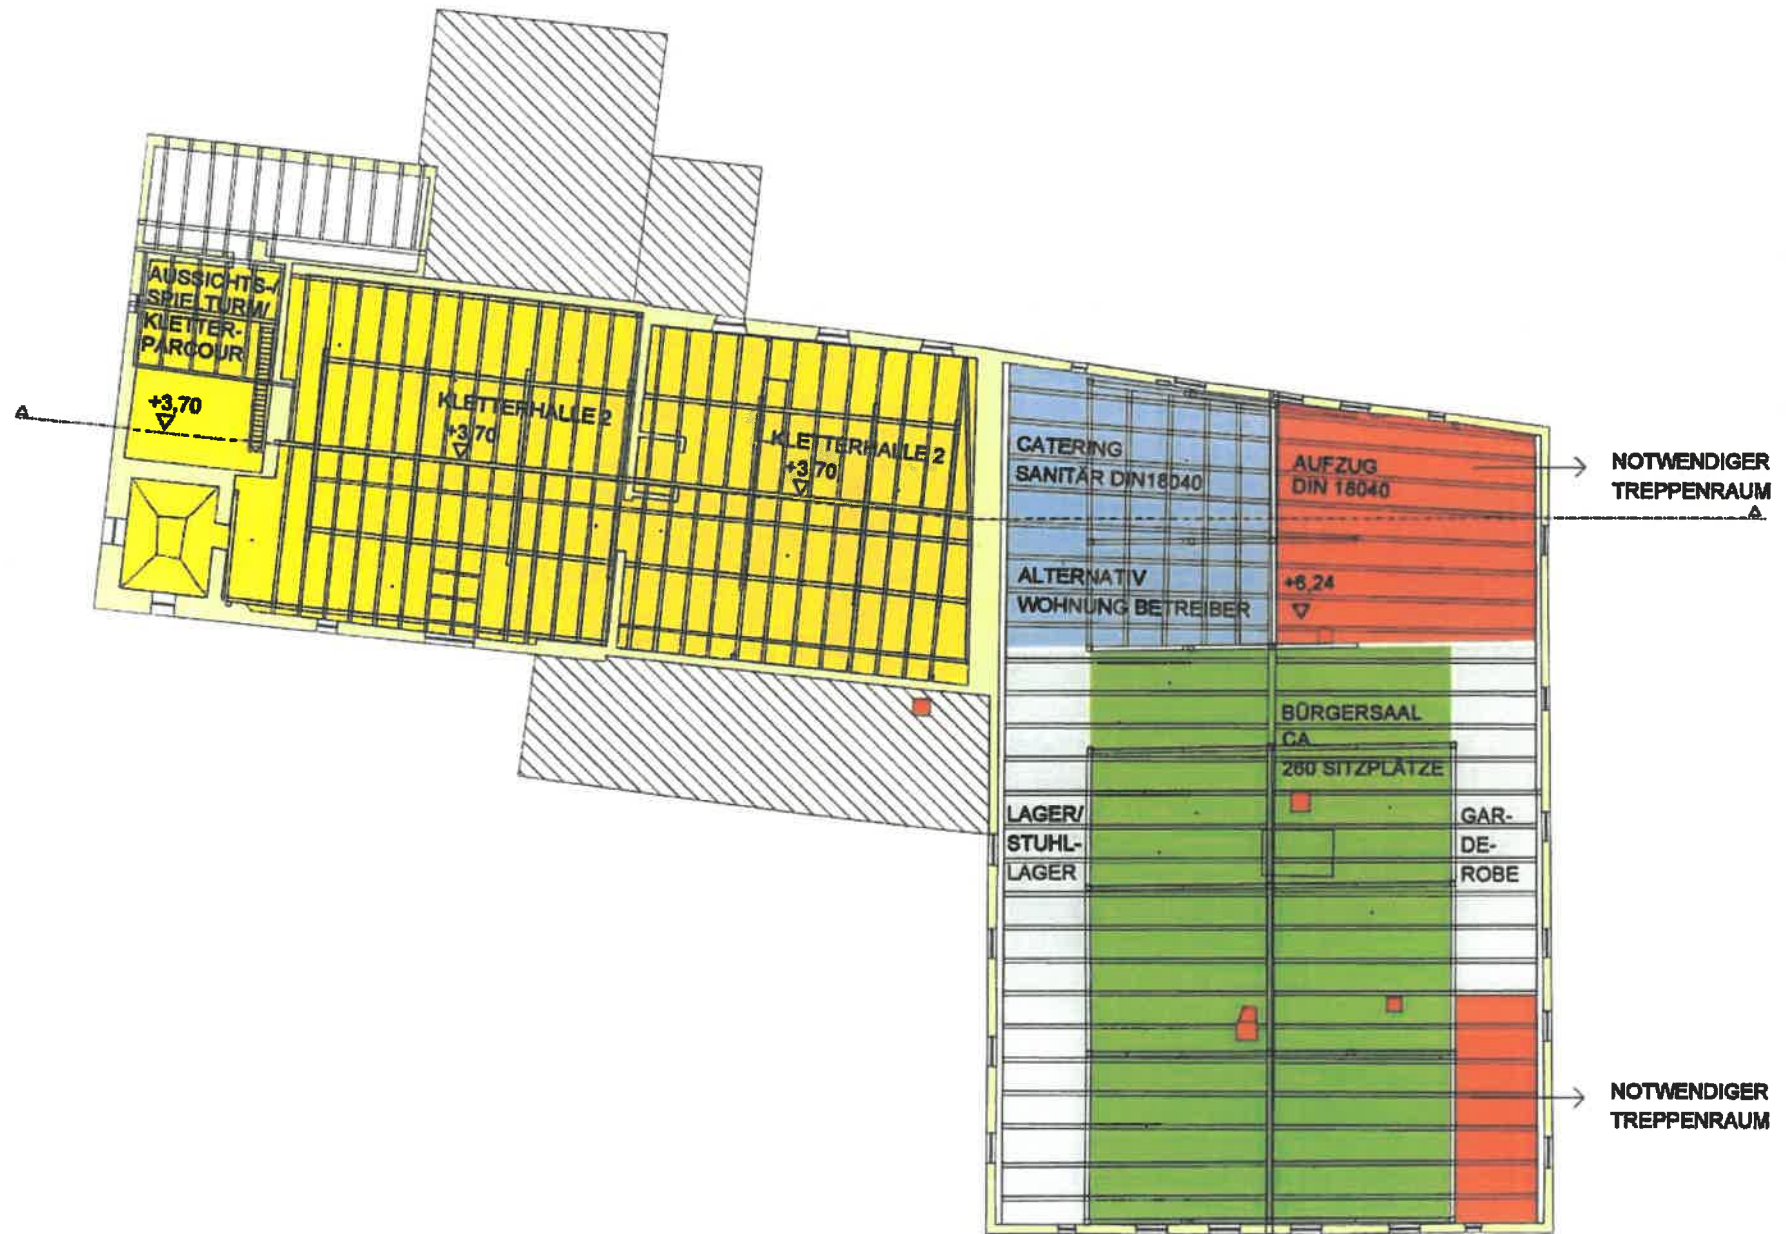 AUSSICHTS-/
SPIELTURM/
KLETTER-
PARCOUR
+3,70
KLETTERHALLE 2
+3,70
KLETTERHALLE 2
+3,70
CATERING
SANITÄR DIN18040
ALTERNATIV
WOHNUNG BETREIBER
AUFZUG
DIN 18040
+6,24
NOTWENDIGER
TREPPENRAUM
BÜRGERSAAL
CA.
260 SITZPLÄTZE
LAGER/
STUHL-
LAGER
GAR-
DE-
ROBE
NOTWENDIGER
TREPPENRAUM
A
A